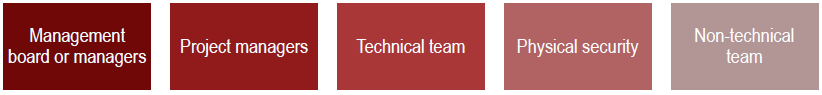 Management
board or managers
Project managers
Technical team
Physical security
Non-technical
team